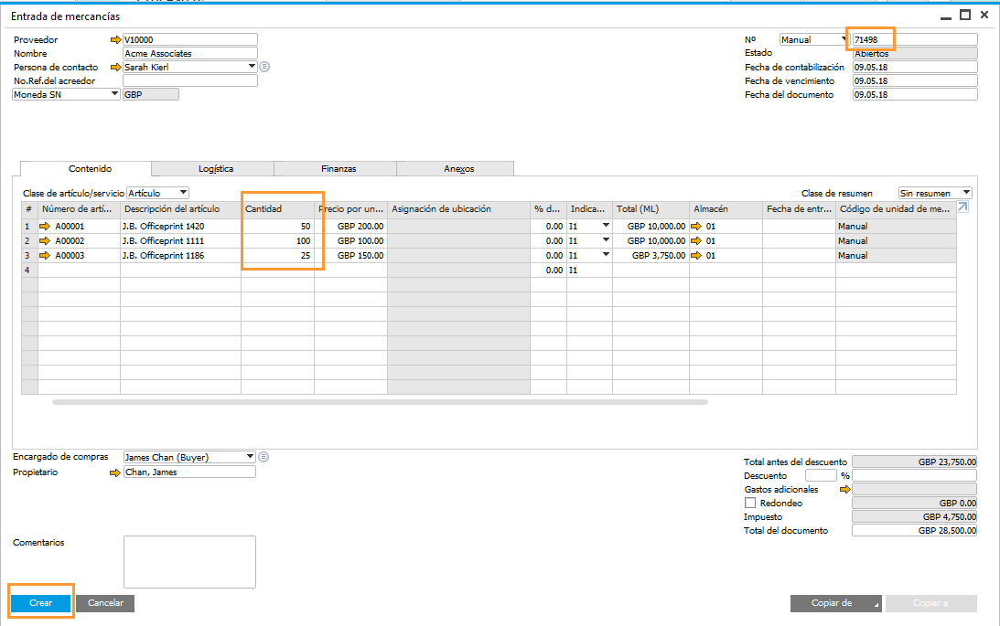 Entrada de mercancías
Proveedor V10000
Nombre Acme Associates
Persona de contacto Sarah Kierl
No.Ref.del acreedor
Moneda SN GBP
Nº Manual 71498
Estado Abiertos
Fecha de contabilización 09.05.18
Fecha de vencimiento 09.05.18
Fecha del documento 09.05.18
Contenido Logística Finanzas Anexos
Clase de artículo/servicio Artículo Clase de resumen Sin resumen
# Número de artí... Descripción del artículo Cantidad Precio por un... Asignación de ubicación % d... Indica... Total (ML) Almacén Fecha de entr... Código de unidad de me...
1 A00001 J.B. Officeprint 1420 50 GBP 200.00 0.00 I1 GBP 10,000.00 01 Manual
2 A00002 J.B. Officeprint 1111 100 GBP 100.00 0.00 I1 GBP 10,000.00 01 Manual
3 A00003 J.B. Officeprint 1186 25 GBP 150.00 0.00 I1 GBP 3,750.00 01 Manual
4 0.00 I1
Encargado de compras James Chan (Buyer)
Propietario Chan, James
Total antes del descuento GBP 23,750.00
Descuento %
Gastos adicionales
Redondeo GBP 0.00
Impuesto GBP 4,750.00
Total del documento GBP 28,500.00
Comentarios
Crear Cancelar Copiar de Copiar a